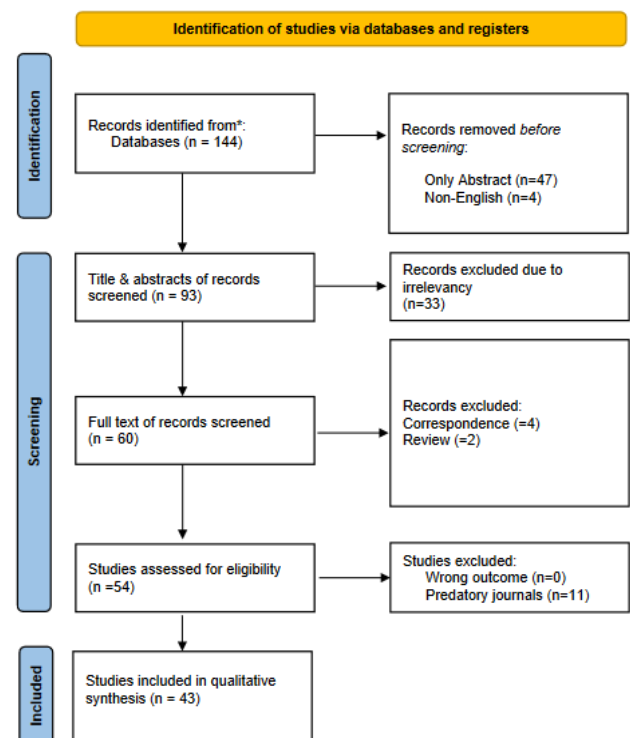 Identification of studies via databases and registers
Identification
Records identified from*:
Databases (n = 144)
Records removed before
screening:
Only Abstract (n=47)
Non-English (n=4)
Screening
Title & abstracts of records
screened (n = 93)
Records excluded due to
irrelevancy
(n=33)
Full text of records screened
(n = 60)
Records excluded:
Correspondence (=4)
Review (=2)
Studies assessed for eligibility
(n =54)
Studies excluded:
Wrong outcome (n=0)
Predatory journals (n=11)
Included
Studies included in qualitative
synthesis (n = 43)